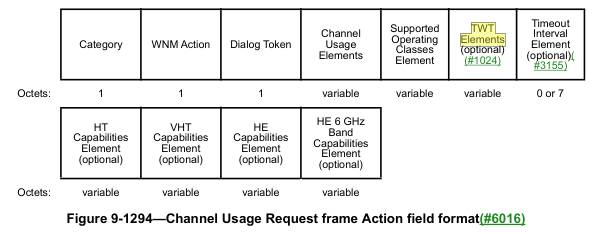 Category
WNM Action
Dialog Token
Channel
Usage
Elements
Supported
Operating
Classes
Element
TWT
Elements
(optional)
(#1024)
Timeout
Interval
Element
(optional)(
#3155)
Octets: 1 1 1 variable variable variable 0 or 7
HT
Capabilities
Element
(optional)
VHT
Capabilities
Element
(optional)
HE
Capabilities
Element
(optional)
HE 6 GHz
Band
Capabilities
Element
(optional)
Octets: variable variable variable variable
Figure 9-1294—Channel Usage Request frame Action field format(#6016)